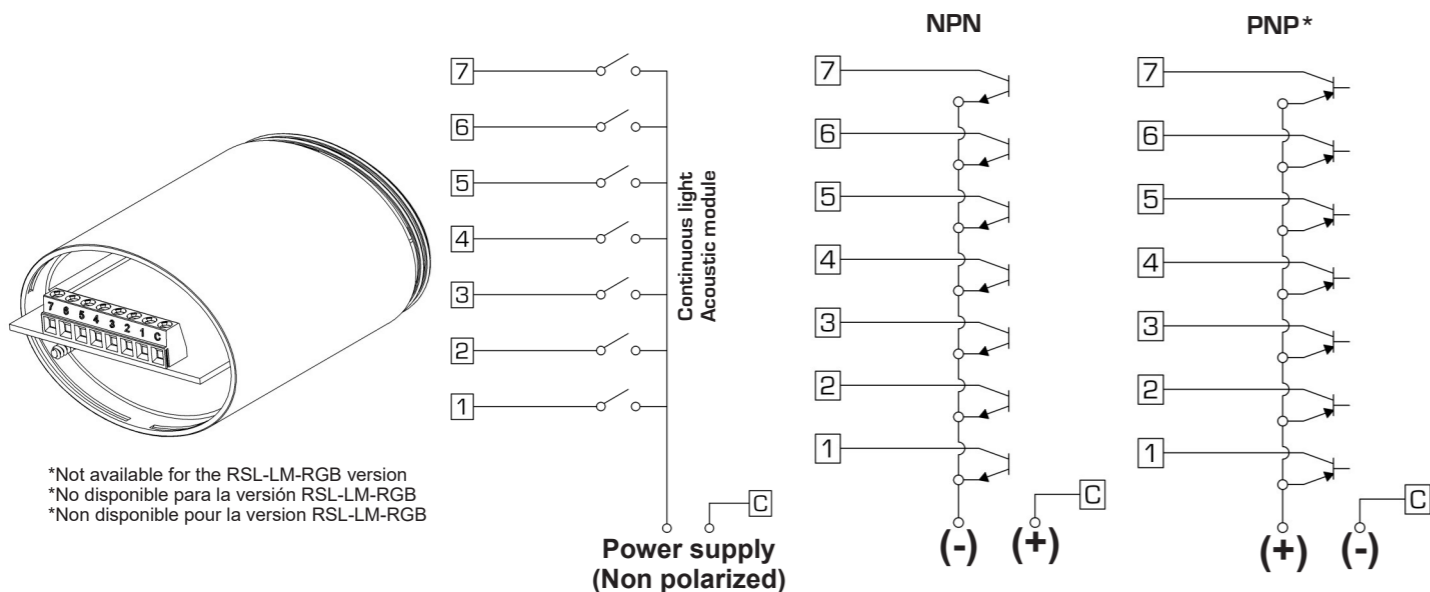 7 6 5 4 3 2 1 C
*Not available for the RSL-LM-RGB version
*No disponible para la versión RSL-LM-RGB
*Non disponible pour la version RSL-LM-RGB
7
6
5
4
3
2
1
Continuous light
Acoustic module
C
Power supply
(Non polarized)
NPN
7
6
5
4
3
2
1
C
(-) (+)
PNP*
7
6
5
4
3
2
1
C
(+) (-)